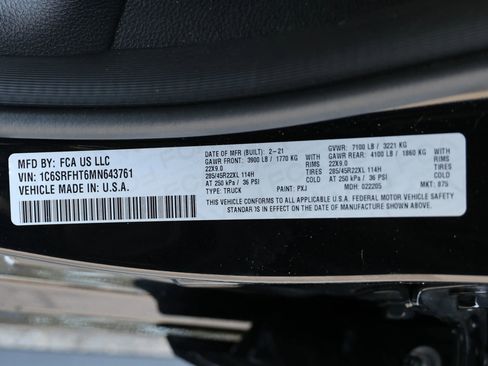 MFD BY: FCA US LLC
VIN: 1C6SRFHT6MN643761
VEHICLE MADE IN: U.S.A.
DATE OF MFR (BUILT): 2-21
GVWR: 7100 LB / 3221 KG
GAWR FRONT: 3900 LB / 1770 KG
GAWR REAR: 4100 LB / 1860 KG
22X9.0 RIMS
22X9.0 RIMS
285/45R22XL 114H TIRES
285/45R22XL 114H TIRES
AT 250 kPa / 36 PSI COLD
AT 250 kPa / 36 PSI COLD
TYPE: TRUCK PAINT: PXJ MDH: 022205 MKT: 875
THIS VEHICLE CONFORMS TO ALL APPLICABLE U.S.A. FEDERAL MOTOR VEHICLE SAFETY
STANDARD IS IN EFFECT ON THE DATE OF MANUFACTURE SHOWN ABOVE.